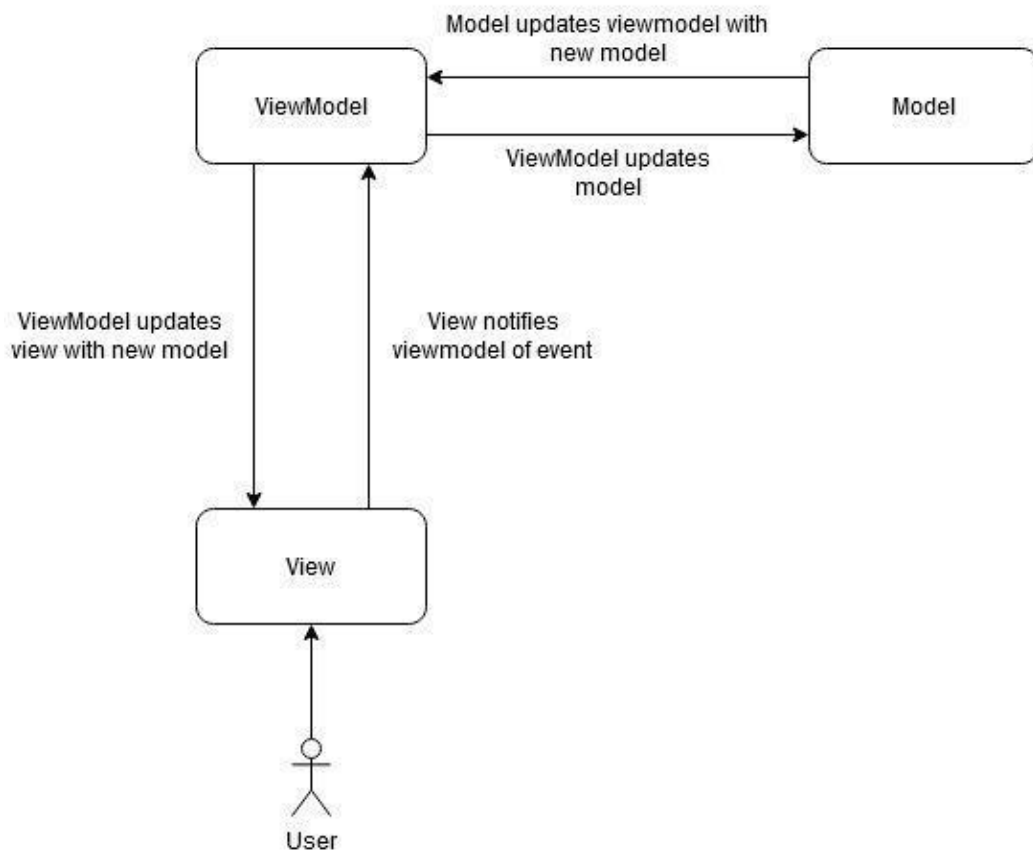 Model updates viewmodel with
new model
ViewModel
Model
ViewModel updates
model
ViewModel updates
view with new model
View notifies
viewmodel of event
View
User